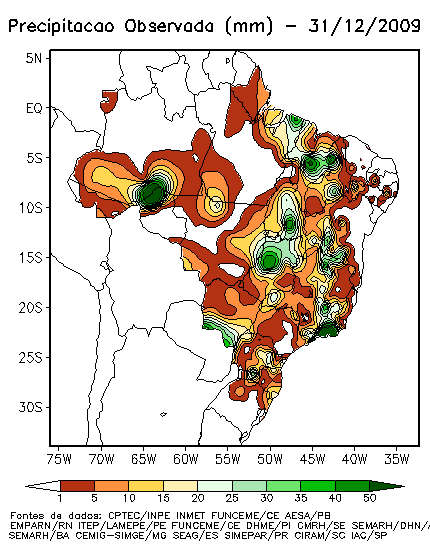 Precipitacao Observada (mm) - 31/12/2009
5N
EQ
5S
10S
15S
20S
25S
30S
75W 70W 65W 60W 55W 50W 45W 40W 35W
1 5 10 15 20 25 30 35 40 50
Fontes de dados: CPTEC/INPE INMET FUNCEME/CE AESA/PB
EMPARN/RN ITEP/LAMEPE/PE FUNCEME/CE DHME/PI CMRH/SE SEMARH/DHN/
SEMARH/BA CEMIG-SIMGE/MG SEAG/ES SIMEPAR/PR CIRAM/SC IAC/SP